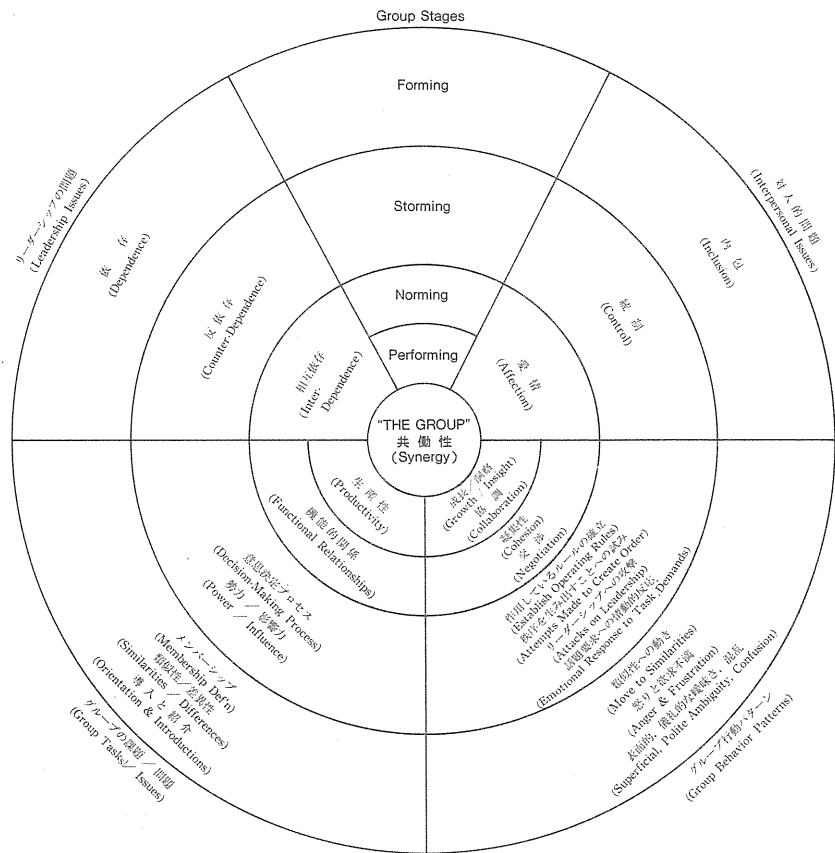 Group Stages
Forming
Storming
Norming
Performing
"THE GROUP"
共働性
(Synergy)
リーダーシップの問題
(Leadership Issues)
依存
(Dependence)
反依存
(Counter-Dependence)
相互依存
(Inter-
Dependence)
対人的問題
(Interpersonal Issues)
内包
(Inclusion)
統制
(Control)
愛情
(Affection)
生産性
(Productivity)
機能的関係
(Functional Relationships)
意思決定プロセス
(Decision-Making Process)
勢力／影響力
(Power／Influence)
メンバーシップ
(Membership Def'n)
類似性／差異性
(Similarities／Differences)
導入と紹介
(Orientation & Introductions)
グループの課題／問題
(Group Tasks／Issues)
成長／洞察
(Growth／Insight)
協調
(Collaboration)
凝集性
(Cohesion)
交渉
(Negotiation)
作用しているルールの確立
(Establish Operating Rules)
秩序を生み出すことへの試み
(Attempts Made to Create Order)
リーダーシップへの攻撃
(Attacks on Leadership)
話題要求への情動的反応
(Emotional Response to Task Demands)
類似性への動き
(Move to Similarities)
怒りと欲求不満
(Anger & Frustration)
表面的，儀礼的な曖昧さ，混乱
(Superficial, Polite Ambiguity, Confusion)
グループ行動パターン
(Group Behavior Patterns)